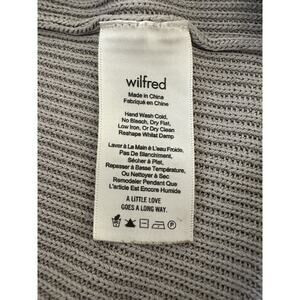 wilfred
Made in China
Fabriqué en Chine
Hand Wash Cold,
No Bleach, Dry Flat,
Low Iron, Or Dry Clean
Reshape Whilst Damp
Laver à La Main à L'eau Froide,
Pas De Blanchiment,
Sécher à Plat,
Repasser à Basse Température,
Ou Nettoyer à Sec
Remodeler Pendant Que
L'article Est Encore Humide
A LITTLE LOVE
GOES A LONG WAY.
P